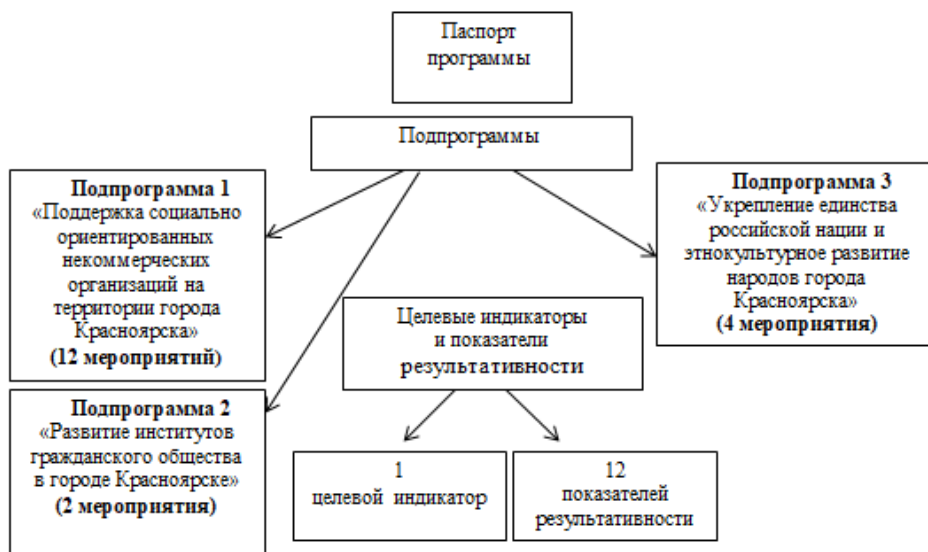 Паспорт
программы
Подпрограммы
Подпрограмма 1
«Поддержка социально
ориентированных
некоммерческих
организаций на
территории города
Красноярска»
(12 мероприятий)
Подпрограмма 3
«Укрепление единства
российской нации и
этнокультурное развитие
народов города
Красноярска»
(4 мероприятия)
Целевые индикаторы
и показатели
результативности
Подпрограмма 2
«Развитие институтов
гражданского общества
в городе Красноярске»
(2 мероприятия)
1
целевой индикатор
12
показателей
результативности